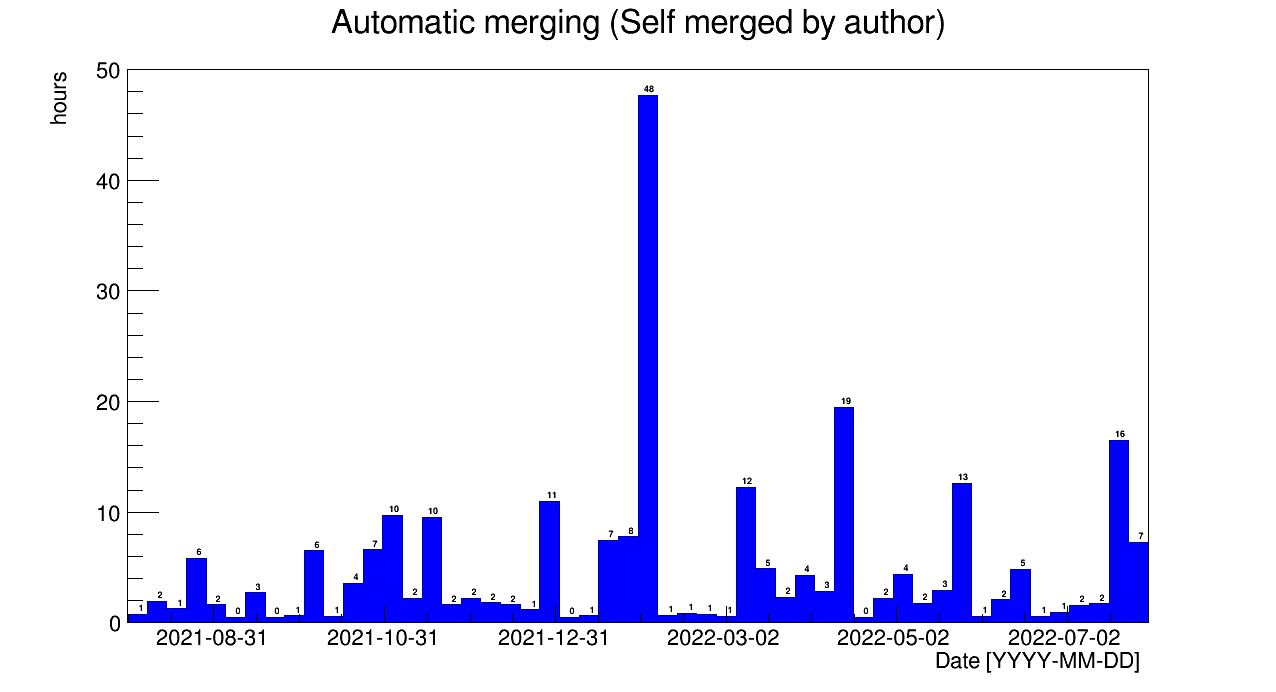 Automatic merging (Self merged by author)
hours
50
40
30
20
10
0
1 2 1 6 2 0 3 0 1 6 1 4 7 10 2 10 2 2 2 2 1 11 0 1 7 8 48 1 1 1 1 12 5 2 4 3 19 0 2 4 2 3 13 1 2 5 1 1 2 2 16 7
2021-08-31 2021-10-31 2021-12-31 2022-03-02 2022-05-02 2022-07-02
Date [YYYY-MM-DD]